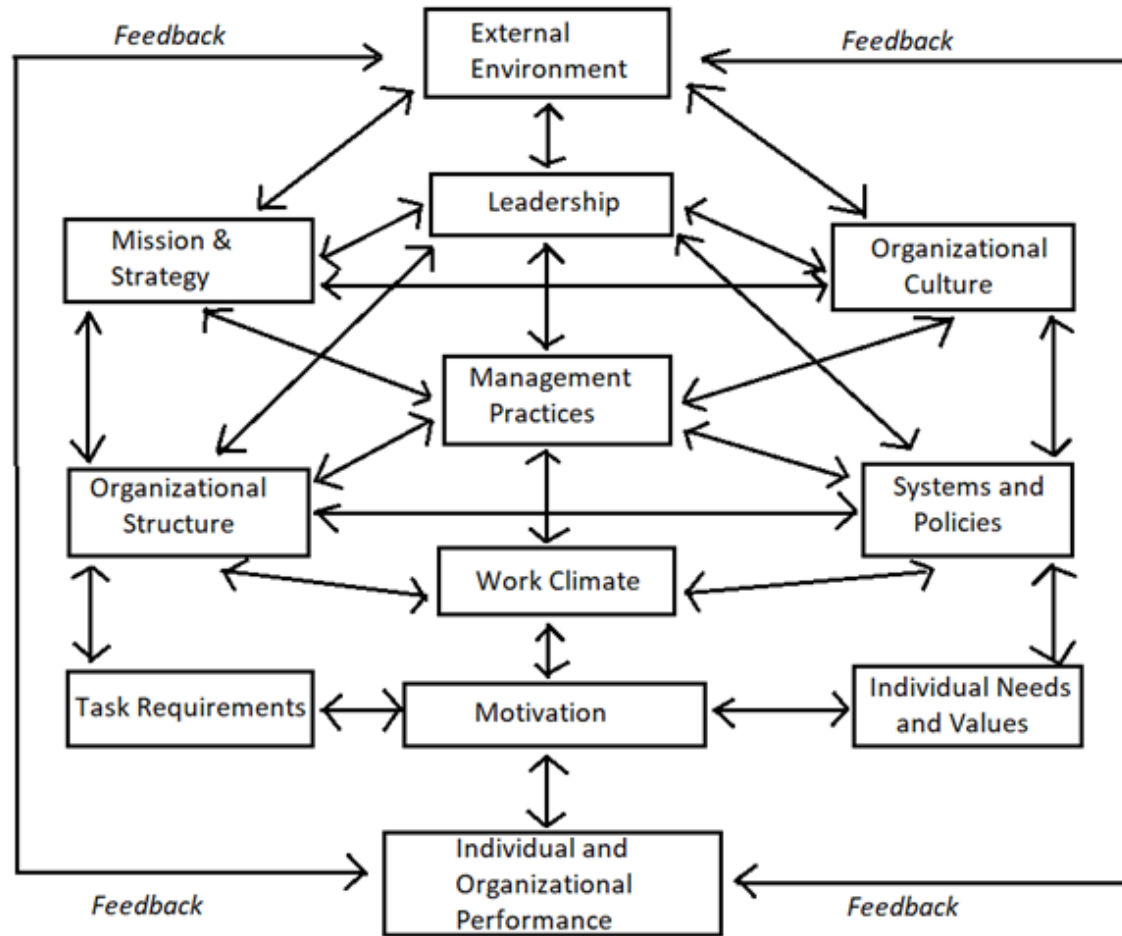 Feedback
External
Environment
Feedback
Leadership
Mission &
Strategy
Organizational
Culture
Management
Practices
Organizational
Structure
Systems and
Policies
Work Climate
Task Requirements
Motivation
Individual Needs
and Values
Individual and
Organizational
Performance
Feedback
Feedback